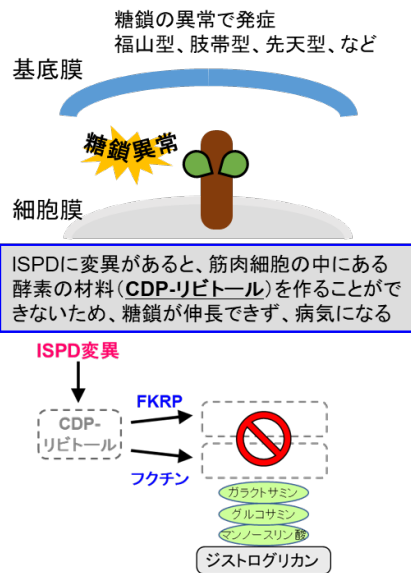 糖鎖の異常で発症
福山型、肢帯型、先天型、など
基底膜
糖鎖異常
細胞膜
ISPDに変異があると、筋肉細胞の中にある
酵素の材料（CDP-リビトール）を作ることがで
きないため、糖鎖が伸長できず、病気になる
ISPD変異
FKRP
CDP-
リビトール
フクチン
ガラクトサミン
グルコサミン
マンノースリン酸
ジストログリカン